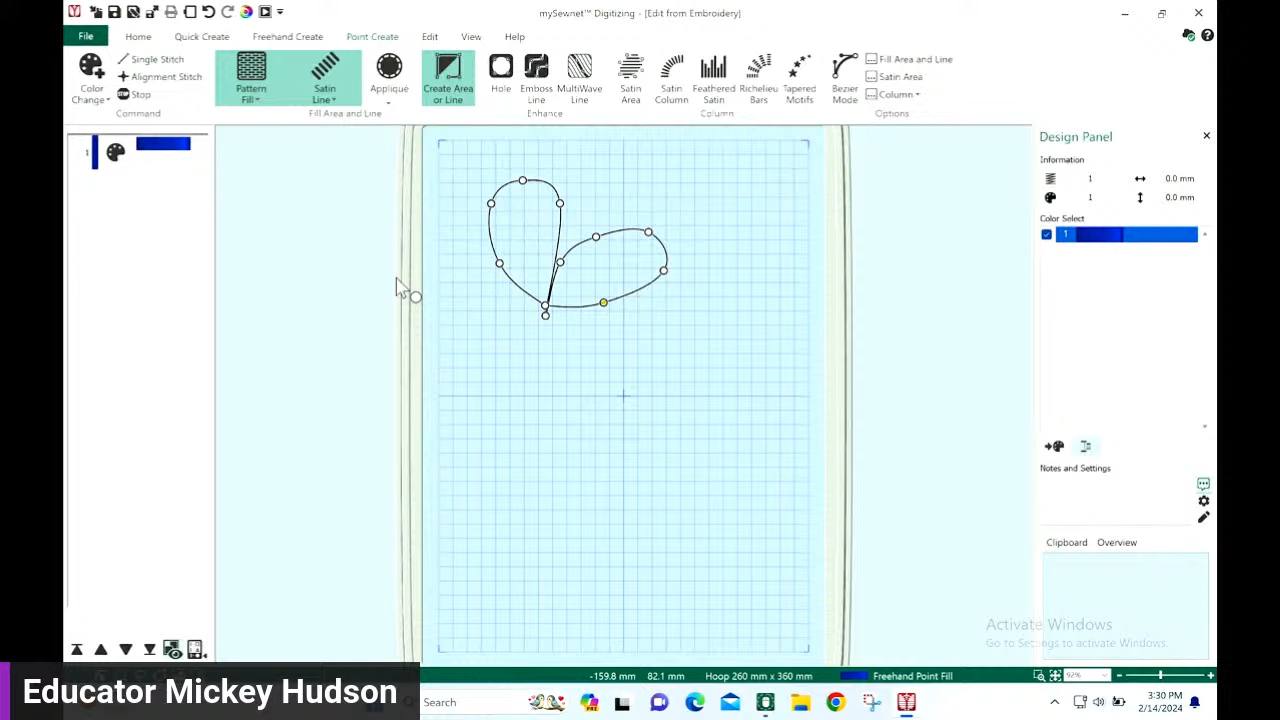 mySewnet™ Digitizing - [Edit from Embroidery]
File
Home
Quick Create
Freehand Create
Point Create
Edit
View
Help
Color
Change
Single Stitch
Alignment Stitch
Stop
Command
Pattern
Fill
Satin
Line
Appliqué
Create Area
or Line
Fill Area and Line
Hole
Emboss
Line
MultiWave
Line
Enhance
Satin
Area
Satin
Column
Feathered
Satin
Richelieu
Bars
Tapered
Motifs
Column
Bezier
Mode
Fill Area and Line
Satin Area
Column
Options
1
Design Panel
Information
1
0.0 mm
1
0.0 mm
Color Select
1
Notes and Settings
Clipboard
Overview
Activate Windows
Go to Settings to activate Windows.
-159.8 mm
82.1 mm
Hoop 260 mm x 360 mm
Freehand Point Fill
92%
Educator Mickey Hudson
Search
3:30 PM
2/14/2024